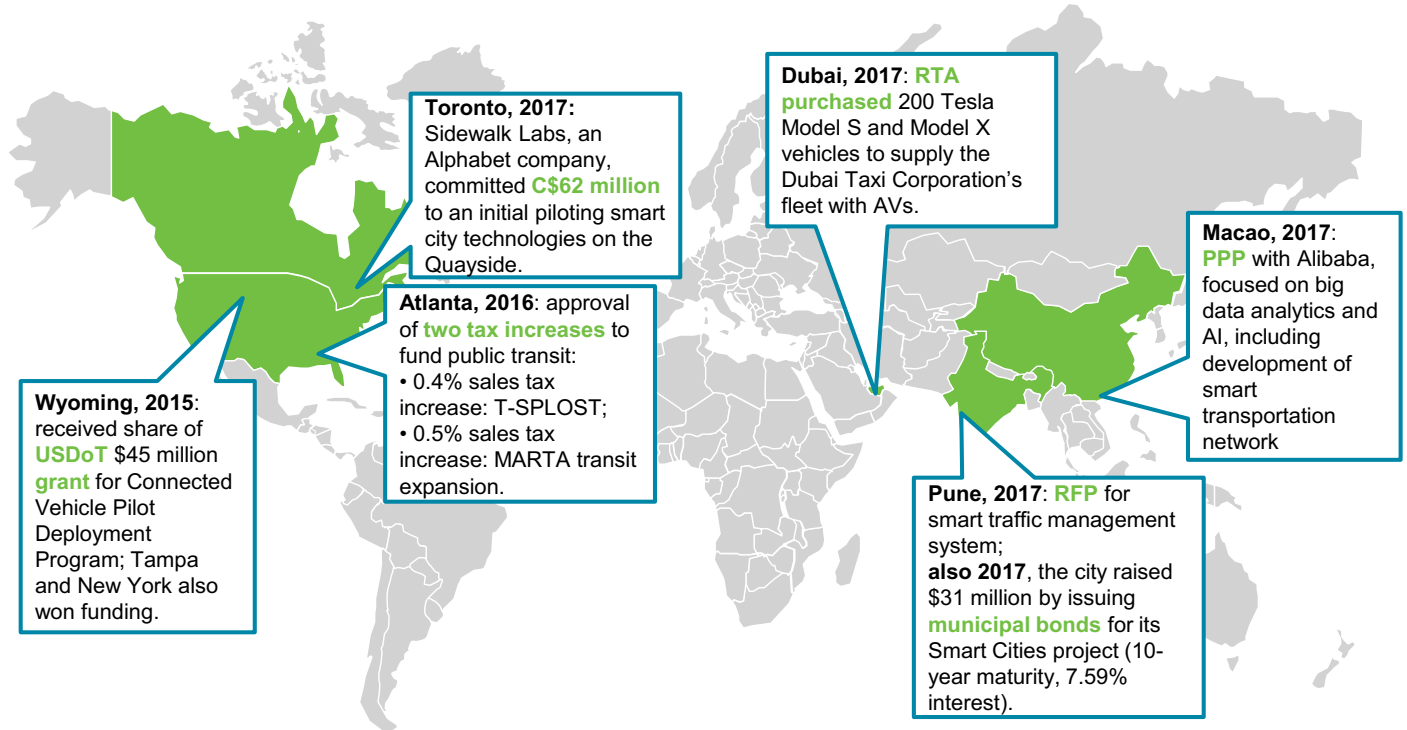 Toronto, 2017:
Sidewalk Labs, an
Alphabet company,
committed C$62 million
to an initial piloting smart
city technologies on the
Quayside.
Dubai, 2017: RTA
purchased 200 Tesla
Model S and Model X
vehicles to supply the
Dubai Taxi Corporation’s
fleet with AVs.
Macao, 2017:
PPP with Alibaba,
focused on big
data analytics and
AI, including
development of
smart
transportation
network
Atlanta, 2016: approval
of two tax increases to
fund public transit:
• 0.4% sales tax
increase: T-SPLOST;
• 0.5% sales tax
increase: MARTA transit
expansion.
Wyoming, 2015:
received share of
USDoT $45 million
grant for Connected
Vehicle Pilot
Deployment
Program; Tampa
and New York also
won funding.
Pune, 2017: RFP for
smart traffic management
system;
also 2017, the city raised
$31 million by issuing
municipal bonds for its
Smart Cities project (10-
year maturity, 7.59%
interest).